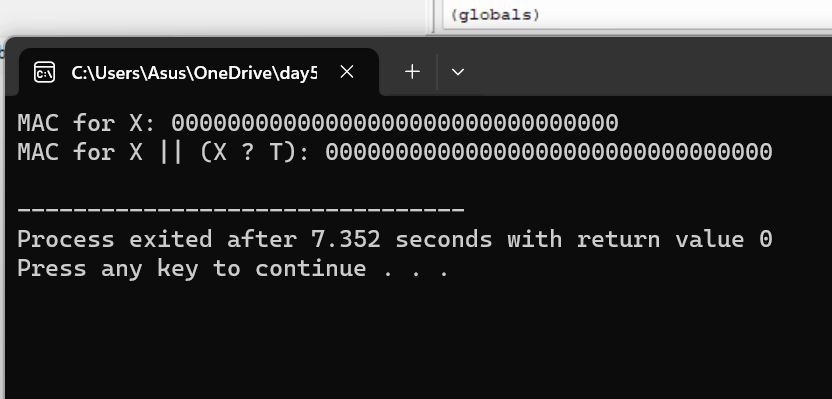 (globals)
C:\Users\Asus\OneDrive\day5
MAC for X: 00000000000000000000000000000000
MAC for X || (X ? T): 00000000000000000000000000000000
--------------------------------
Process exited after 7.352 seconds with return value 0
Press any key to continue . . .